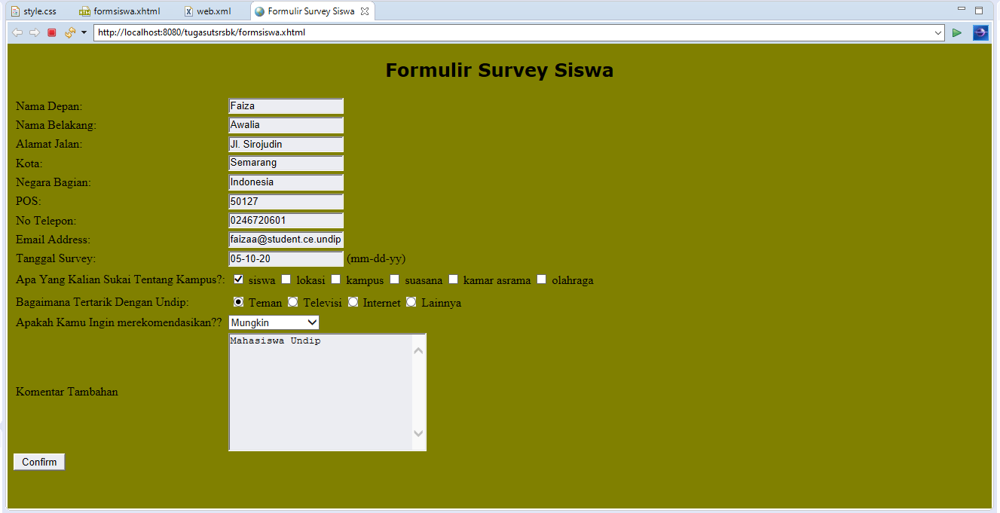 style.css formsiswa.xhtml web.xml Formulir Survey Siswa
http://localhost:8080/tugasutsrsbk/formsiswa.xhtml
Formulir Survey Siswa
Nama Depan: Faiza
Nama Belakang: Awalia
Alamat Jalan: Jl. Sirojudin
Kota: Semarang
Negara Bagian: Indonesia
POS: 50127
No Telepon: 0246720601
Email Address: faizaa@student.ce.undip
Tanggal Survey: 05-10-20 (mm-dd-yy)
Apa Yang Kalian Sukai Tentang Kampus?: siswa lokasi kampus suasana kamar asrama olahraga
Bagaimana Tertarik Dengan Undip: Teman Televisi Internet Lainnya
Apakah Kamu Ingin merekomendasikan?? Mungkin
Mahasiswa Undip
Komentar Tambahan
Confirm